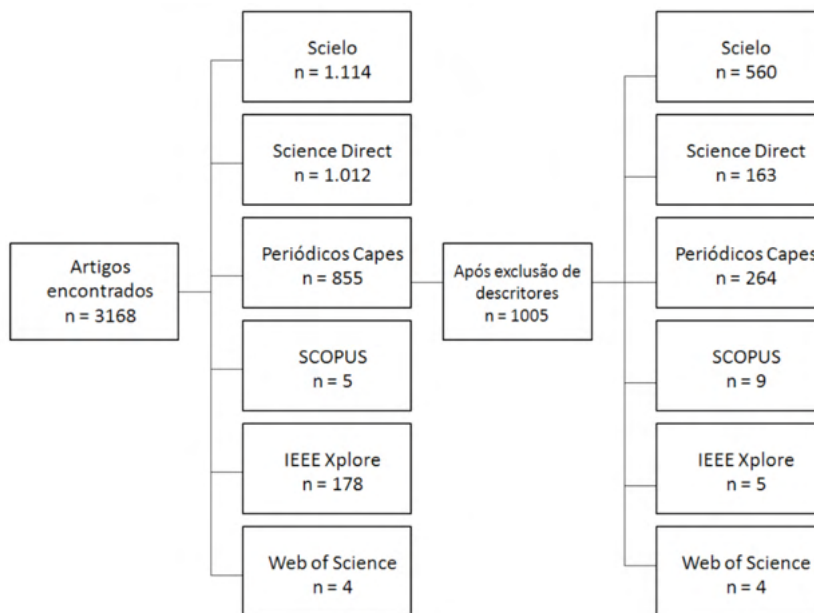 Artigos
encontrados
n = 3168
Scielo
n = 1.114
Science Direct
n = 1.012
Periódicos Capes
n = 855
SCOPUS
n = 5
IEEE Xplore
n = 178
Web of Science
n = 4
Após exclusão de
descritores
n = 1005
Scielo
n = 560
Science Direct
n = 163
Periódicos Capes
n = 264
SCOPUS
n = 9
IEEE Xplore
n = 5
Web of Science
n = 4